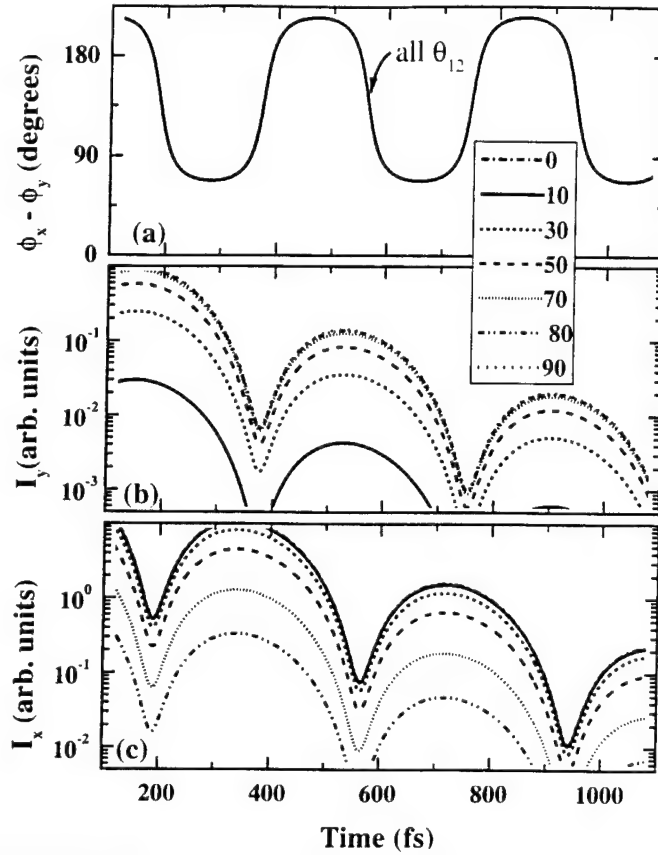 180
90
0
ϕx - ϕy (degrees)
all θ12
(a)
0
10
30
50
70
80
90
10-1
10-2
10-3
Iy (arb. units)
(b)
100
10-1
10-2
Ix (arb. units)
(c)
200 400 600 800 1000
Time (fs)